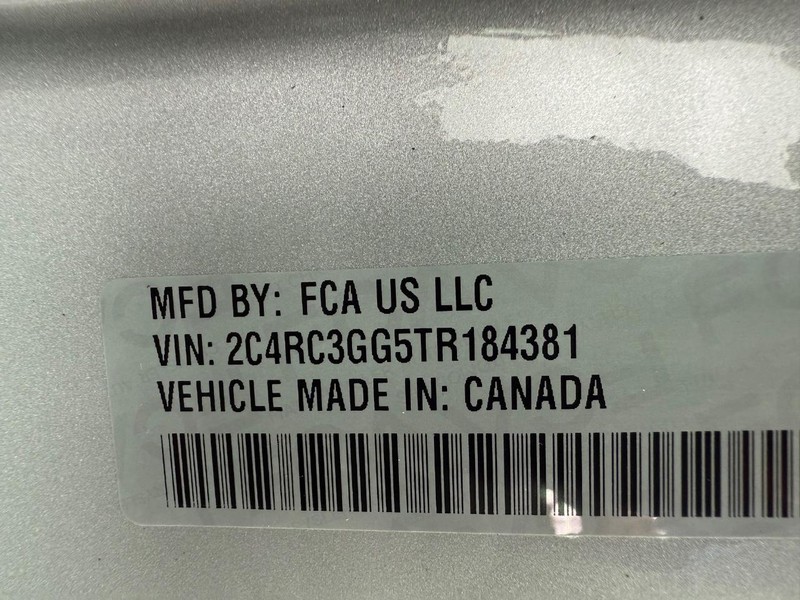 MFD BY: FCA US LLC
VIN: 2C4RC3GG5TR184381
VEHICLE MADE IN: CANADA